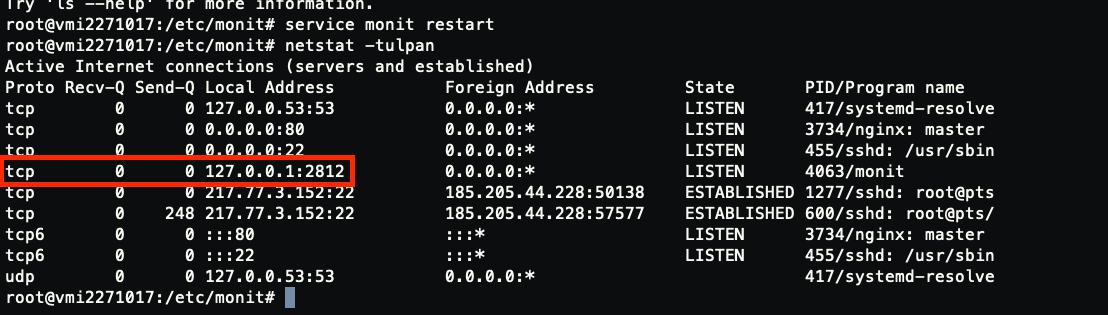 Try 'ls --help' for more information.
root@vmi2271017:/etc/monit# service monit restart
root@vmi2271017:/etc/monit# netstat -tulpan
Active Internet connections (servers and established)
Proto Recv-Q Send-Q Local Address           Foreign Address         State       PID/Program name
tcp        0      0 127.0.0.53:53           0.0.0.0:*               LISTEN      417/systemd-resolve
tcp        0      0 0.0.0.0:80              0.0.0.0:*               LISTEN      3734/nginx: master
tcp        0      0 0.0.0.0:22              0.0.0.0:*               LISTEN      455/sshd: /usr/sbin
tcp        0      0 127.0.0.1:2812          0.0.0.0:*               LISTEN      4063/monit
tcp        0      0 217.77.3.152:22         185.205.44.228:50138    ESTABLISHED 1277/sshd: root@pts
tcp        0    248 217.77.3.152:22         185.205.44.228:57577    ESTABLISHED 600/sshd: root@pts/
tcp6       0      0 :::80                   :::*                    LISTEN      3734/nginx: master
tcp6       0      0 :::22                   :::*                    LISTEN      455/sshd: /usr/sbin
udp        0      0 127.0.0.53:53           0.0.0.0:*                           417/systemd-resolve
root@vmi2271017:/etc/monit#